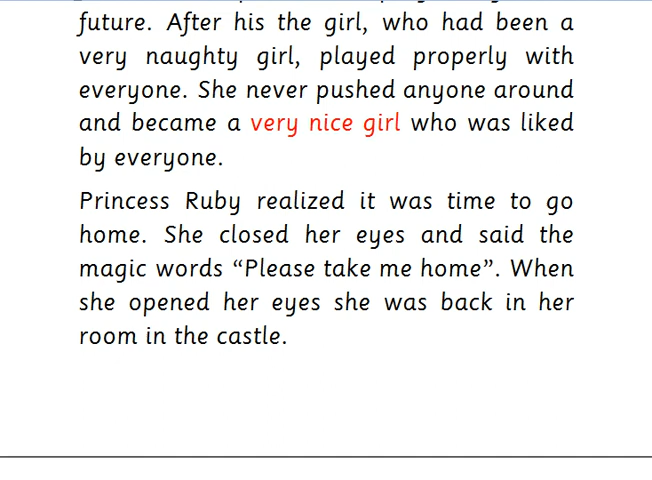 future. After his the girl, who had been a
very naughty girl, played properly with
everyone. She never pushed anyone around
and became a very nice girl who was liked
by everyone.
Princess Ruby realized it was time to go
home. She closed her eyes and said the
magic words “Please take me home”. When
she opened her eyes she was back in her
room in the castle.